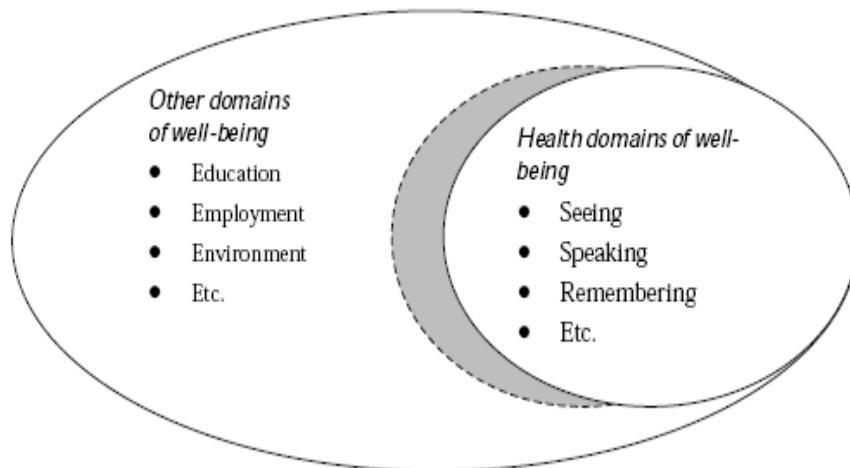 Other domains
of well-being
● Education
● Employment
● Environment
● Etc.
Health domains of well-
being
● Seeing
● Speaking
● Remembering
● Etc.